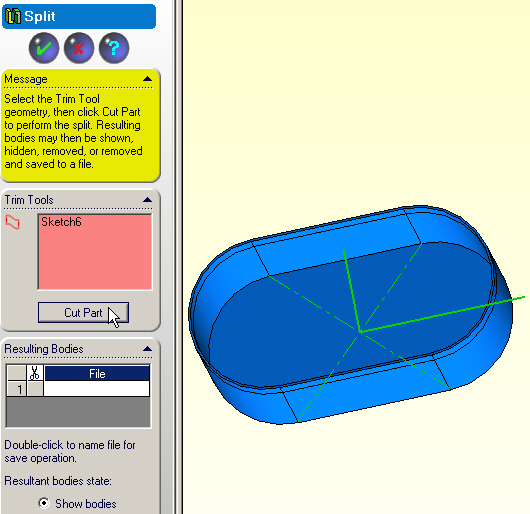 Split
?
Message
Select the Trim Tool
geometry, then click Cut Part
to perform the split. Resulting
bodies may then be shown,
hidden, removed, or removed
and saved to a file.
Trim Tools
Sketch6
Cut Part
Resulting Bodies
File
1
Double-click to name file for
save operation.
Resultant bodies state:
Show bodies